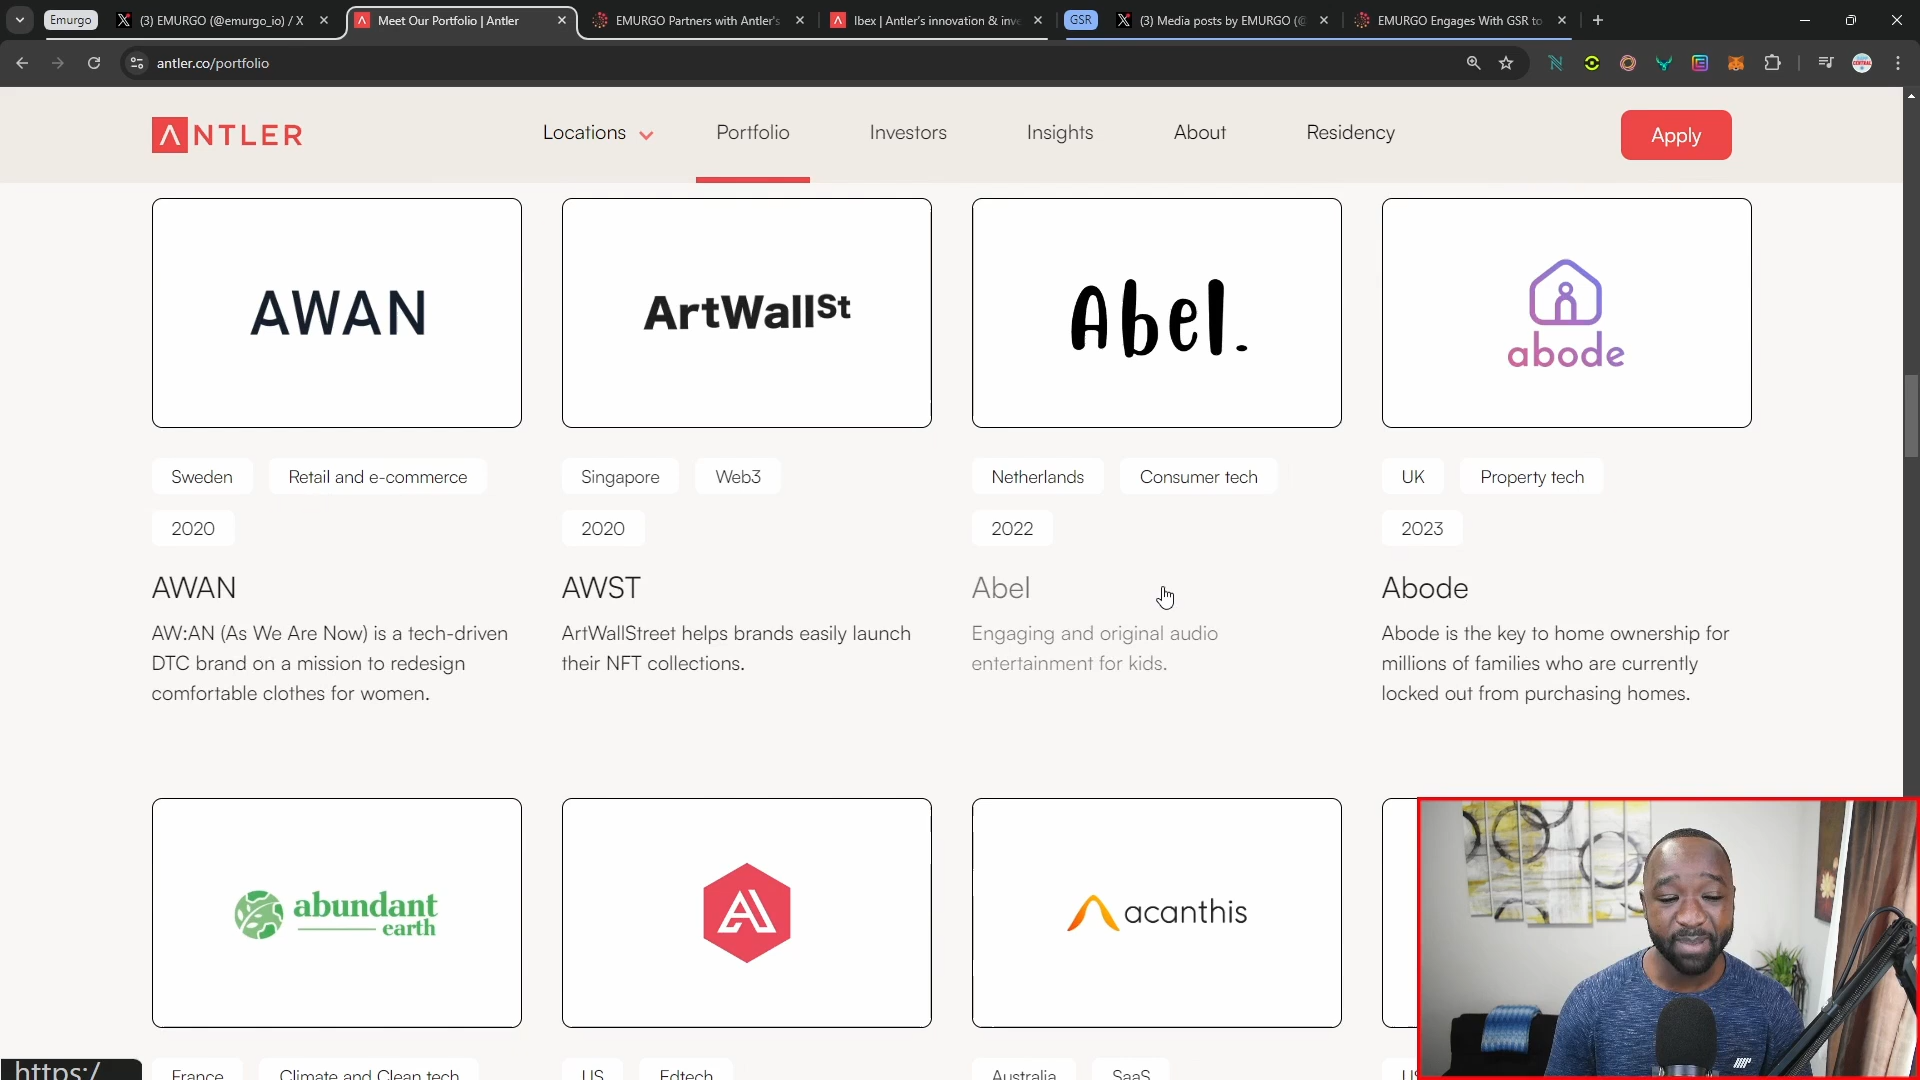 Emurgo
(3) EMURGO (@emurgo_io) / X
Meet Our Portfolio | Antler
EMURGO Partners with Antler's
Ibex | Antler's innovation & inve
GSR
(3) Media posts by EMURGO (@
EMURGO Engages With GSR to
antler.co/portfolio
ANTLER
Locations
Portfolio
Investors
Insights
About
Residency
Apply
AWAN
ArtWallSt
Abel.
abode
Sweden
Retail and e-commerce
Singapore
Web3
Netherlands
Consumer tech
UK
Property tech
2020
2020
2022
2023
AWAN
AWST
Abel
Abode
AW:AN (As We Are Now) is a tech-driven
DTC brand on a mission to redesign
comfortable clothes for women.
ArtWallStreet helps brands easily launch
their NFT collections.
Engaging and original audio
entertainment for kids.
Abode is the key to home ownership for
millions of families who are currently
locked out from purchasing homes.
abundant
earth
acanthis
France
Climate and Clean tech
US
Edtech
Australia
SaaS
https:/